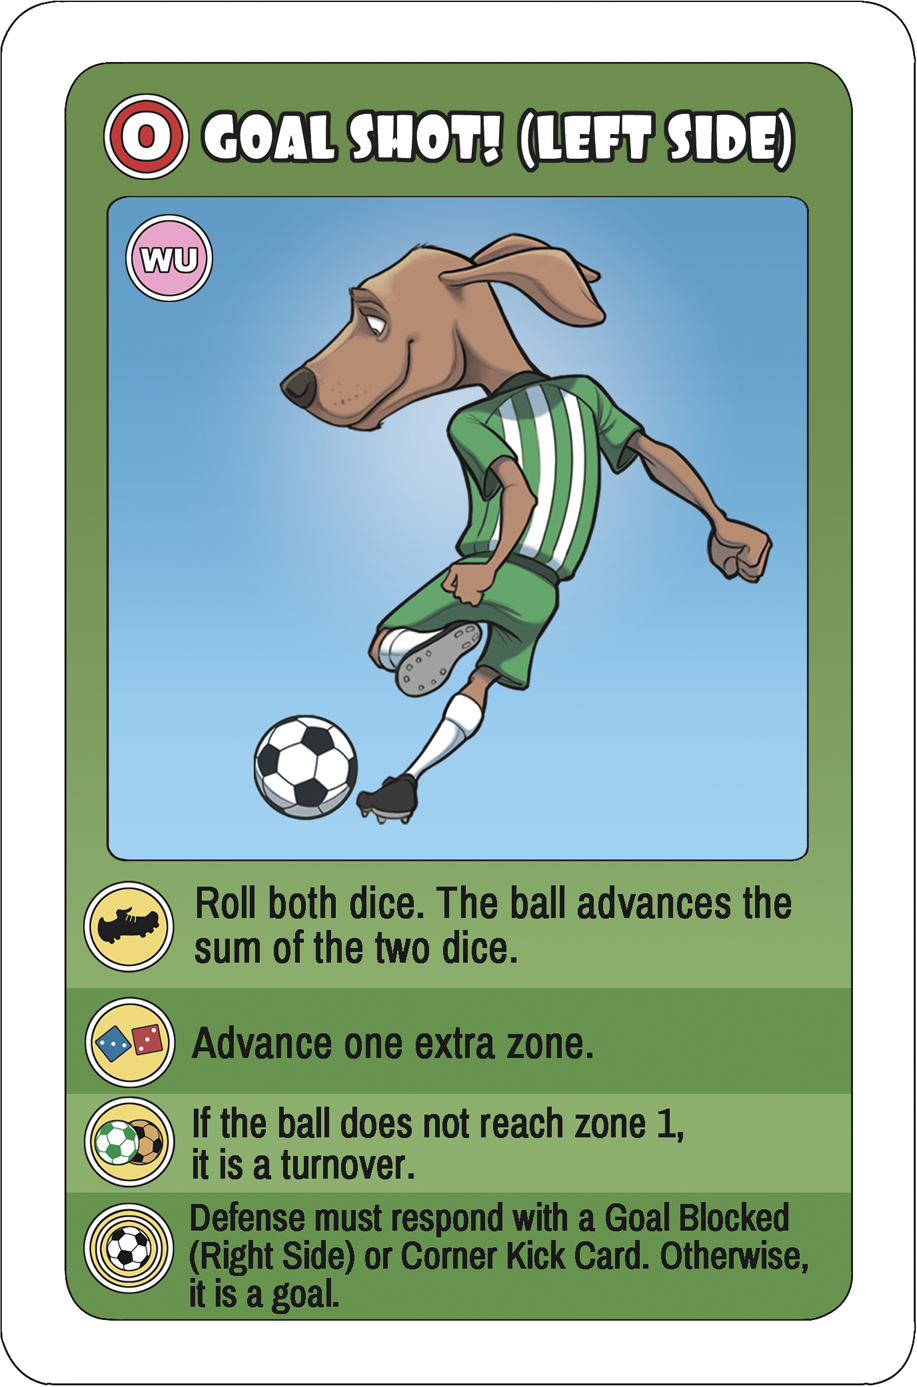 O GOAL SHOT! (LEFT SIDE)
WU
Roll both dice. The ball advances the
sum of the two dice.
Advance one extra zone.
If the ball does not reach zone 1,
it is a turnover.
Defense must respond with a Goal Blocked
(Right Side) or Corner Kick Card. Otherwise,
it is a goal.